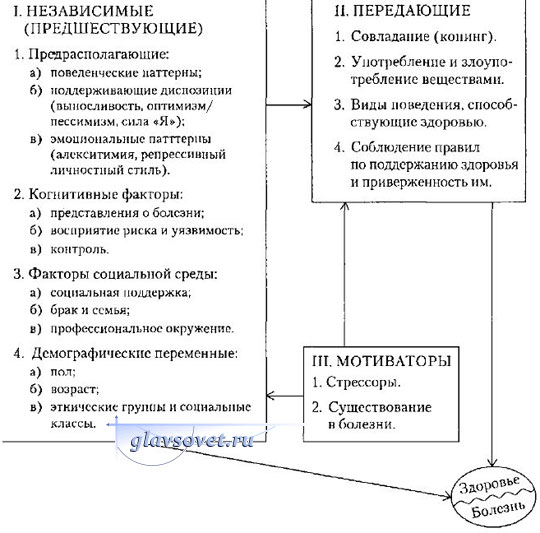 I. НЕЗАВИСИМЫЕ
(ПРЕДШЕСТВУЮЩИЕ)
1. Предрасполагающие:
а) поведенческие паттерны;
б) поддерживающие диспозиции
(выносливость, оптимизм/
пессимизм, сила «Я»);
в) эмоциональные патттерны
(алекситимия, репрессивный
личностный стиль).
2. Когнитивные факторы:
а) представления о болезни;
б) восприятие риска и уязвимость;
в) контроль.
3. Факторы социальной среды:
а) социальная поддержка;
б) брак и семья;
в) профессиональное окружение.
4. Демографические переменные:
а) пол;
б) возраст;
в) этнические группы и социальные
классы.
II. ПЕРЕДАЮЩИЕ
1. Совладание (копинг).
2. Употребление и злоупо-
требление веществами.
3. Виды поведения, способ-
ствующие здоровью.
4. Соблюдение правил
по поддержанию здоровья
и приверженность им.
III. МОТИВАТОРЫ
1. Стрессоры.
2. Существование
в болезни.
glavsovet.ru
Здоровье
Болезнь